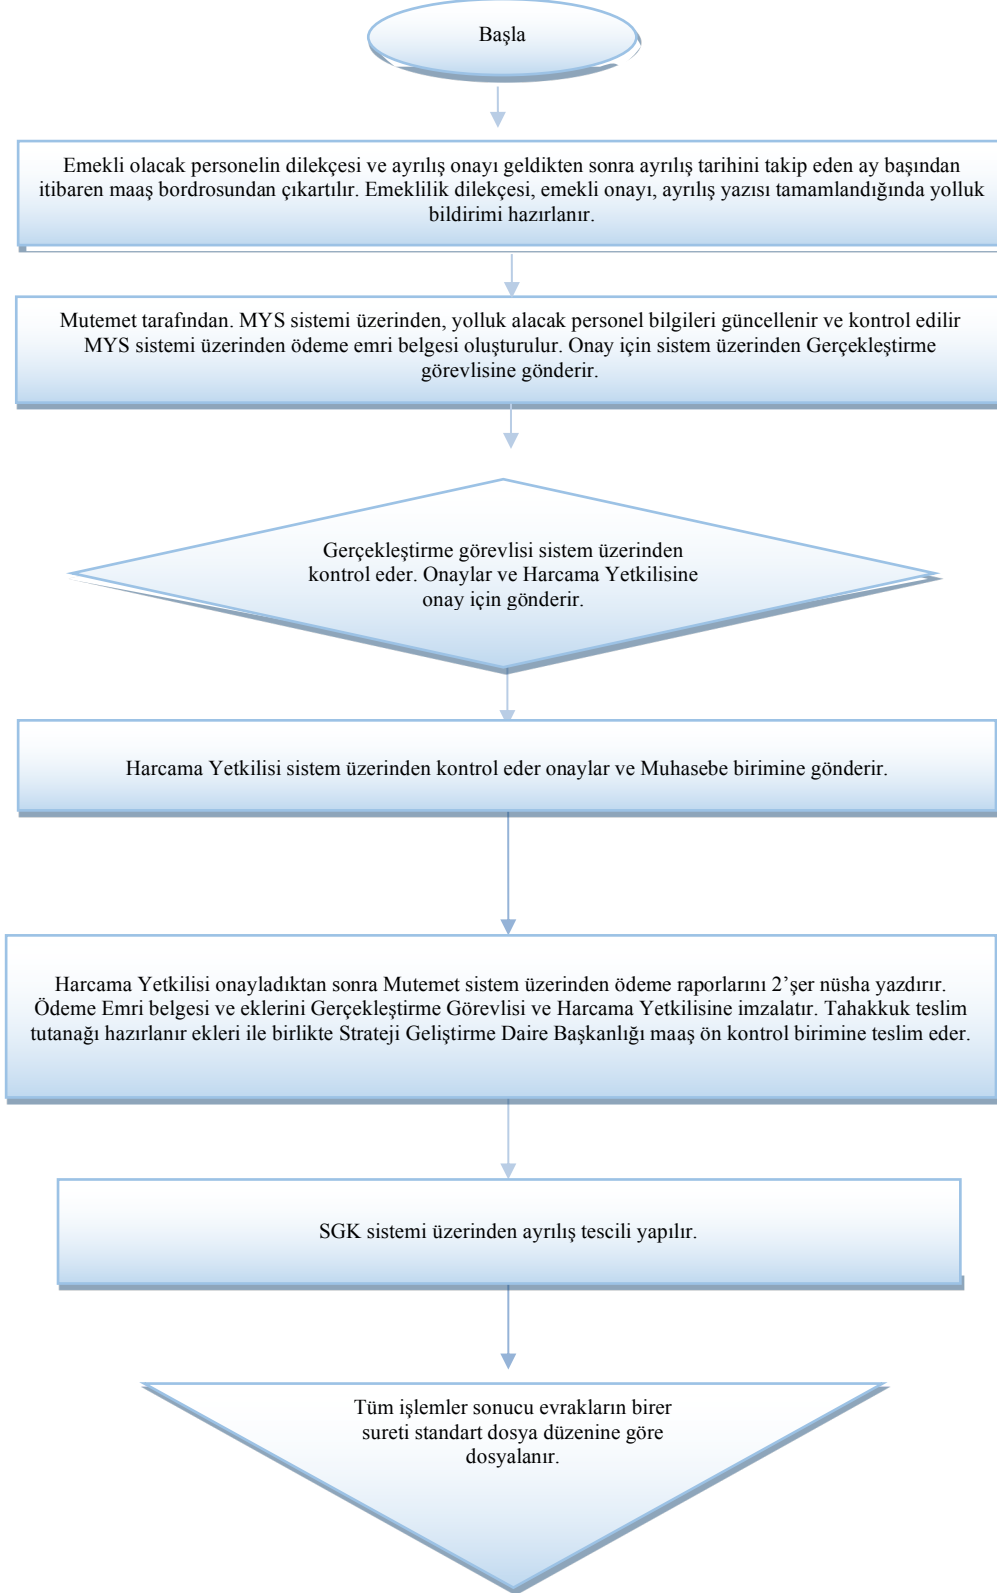 Başla
Emekli olacak personelin dilekçesi ve ayrılış onayı geldikten sonra ayrılış tarihini takip eden ay başından
itibaren maaş bordrosundan çıkartılır. Emeklilik dilekçesi, emekli onayı, ayrılış yazısı tamamlandığında yolluk
bildirimi hazırlanır.
Mutemet tarafından. MYS sistemi üzerinden, yolluk alacak personel bilgileri güncellenir ve kontrol edilir
MYS sistemi üzerinden ödeme emri belgesi oluşturulur. Onay için sistem üzerinden Gerçekleştirme
görevlisine gönderir.
Gerçekleştirme görevlisi sistem üzerinden
kontrol eder. Onaylar ve Harcama Yetkilisine
onay için gönderir.
Harcama Yetkilisi sistem üzerinden kontrol eder onaylar ve Muhasebe birimine gönderir.
Harcama Yetkilisi onayladıktan sonra Mutemet sistem üzerinden ödeme raporlarını 2’şer nüsha yazdırır.
Ödeme Emri belgesi ve eklerini Gerçekleştirme Görevlisi ve Harcama Yetkilisine imzalatır. Tahakkuk teslim
tutanağı hazırlanır ekleri ile birlikte Strateji Geliştirme Daire Başkanlığı maaş ön kontrol birimine teslim eder.
SGK sistemi üzerinden ayrılış tescili yapılır.
Tüm işlemler sonucu evrakların birer
sureti standart dosya düzenine göre
dosyalanır.